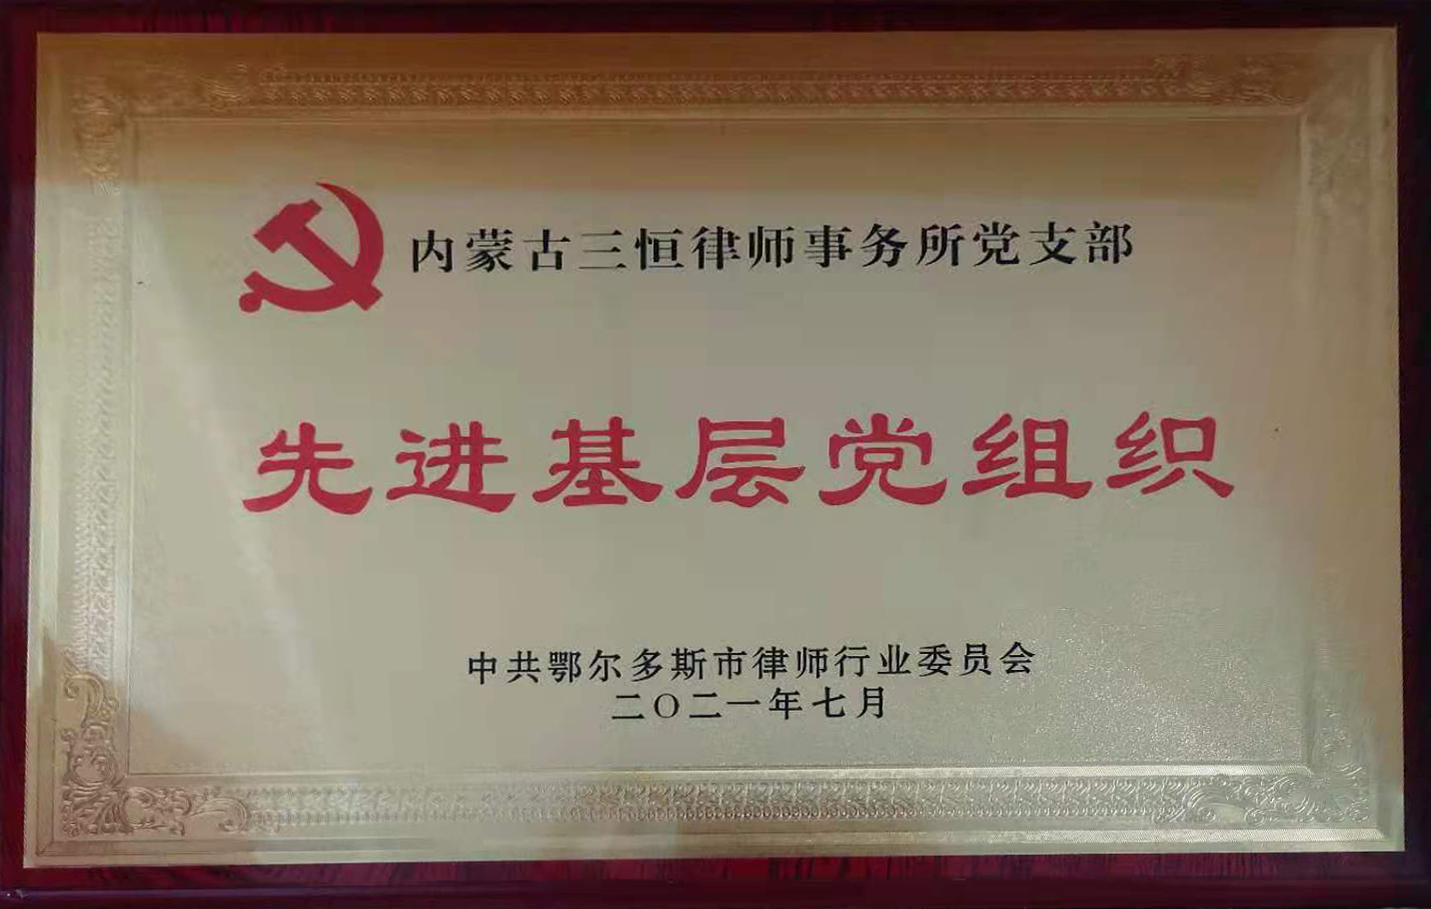 内蒙古三恒律师事务所党支部
先进基层党组织
中共鄂尔多斯市律师行业委员会
二〇二一年七月